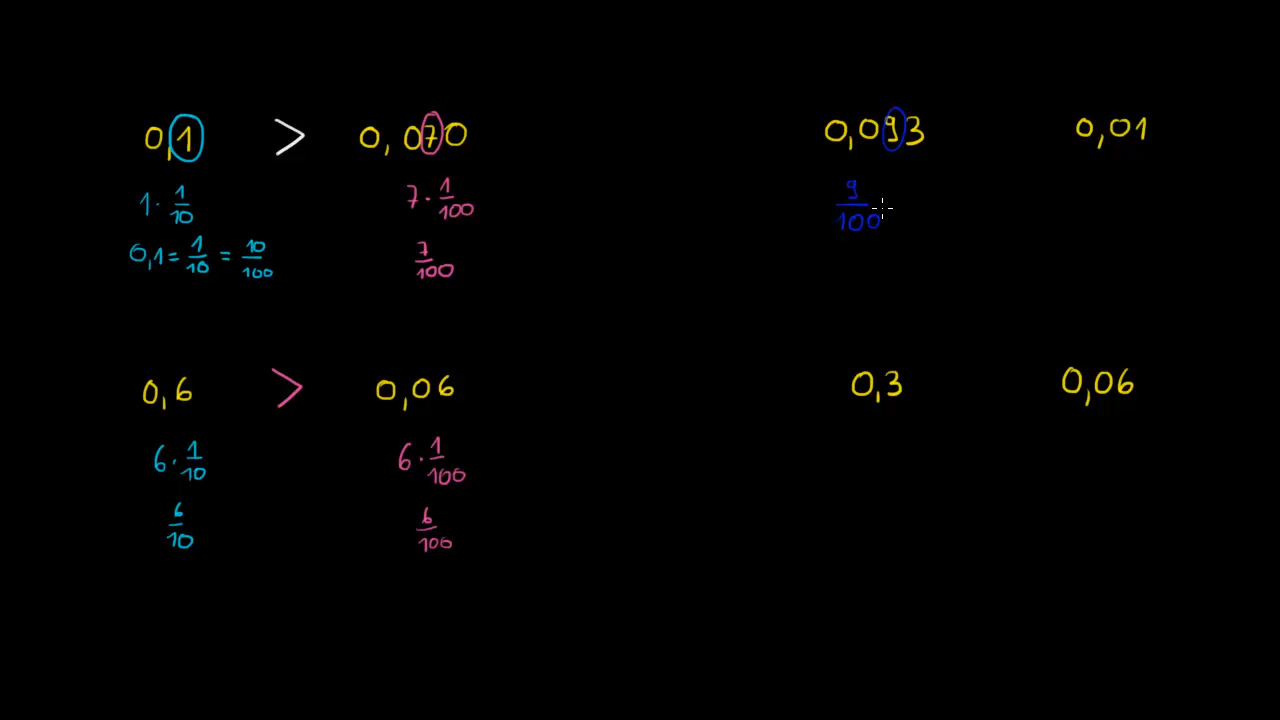 0,1 > 0,070
1 · 1/10
7 · 1/100
0,1 = 1/10 = 10/100
7/100
0,093 0,01
9/100
0,6 > 0,06
6 · 1/10
6 · 1/100
6/10
6/100
0,3 0,06